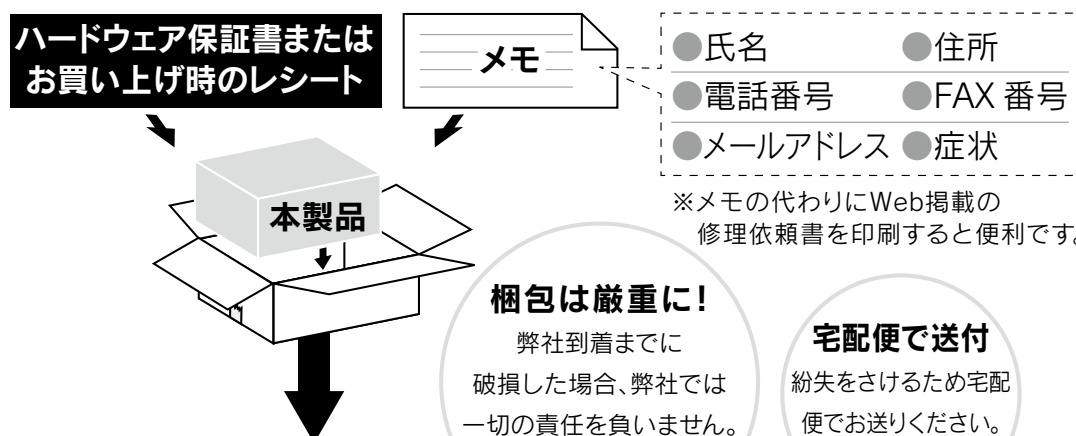 ハードウェア保証書または
お買い上げ時のレシート
メモ
●氏名 ●住所
●電話番号 ●FAX 番号
●メールアドレス ●症状
※メモの代わりにWeb掲載の
修理依頼書を印刷すると便利です。
本製品
梱包は厳重に!
弊社到着までに
破損した場合、弊社では
一切の責任を負いません。
宅配便で送付
紛失をさけるため宅配
便でお送りください。